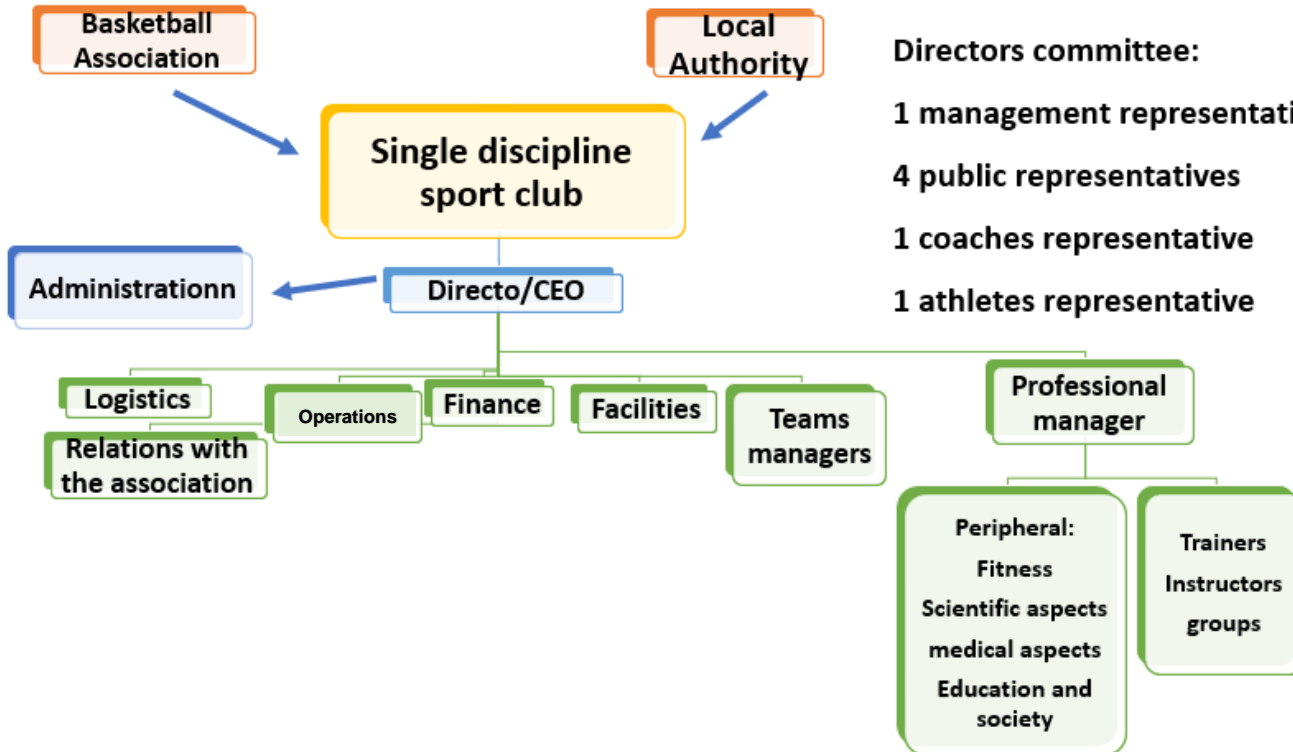 Basketball
Association
Local
Authority
Directors committee:
1 management representati
4 public representatives
1 coaches representative
1 athletes representative
Single discipline
sport club
Administrationn
Directo/CEO
Logistics
Operations
Finance
Facilities
Teams
managers
Professional
manager
Relations with
the association
Peripheral:
Fitness
Scientific aspects
medical aspects
Education and
society
Trainers
Instructors
groups